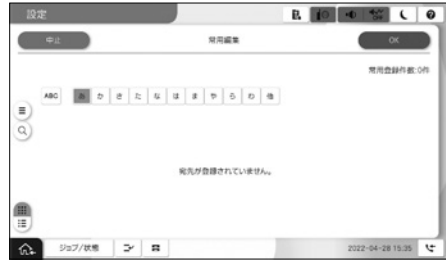 設定
中止
常用編集
OK
常用登録件数:0件
ABC あ か さ た な は ま や ら わ 他
宛先が登録されていません。
ジョブ/状態
2022-04-28 15:35